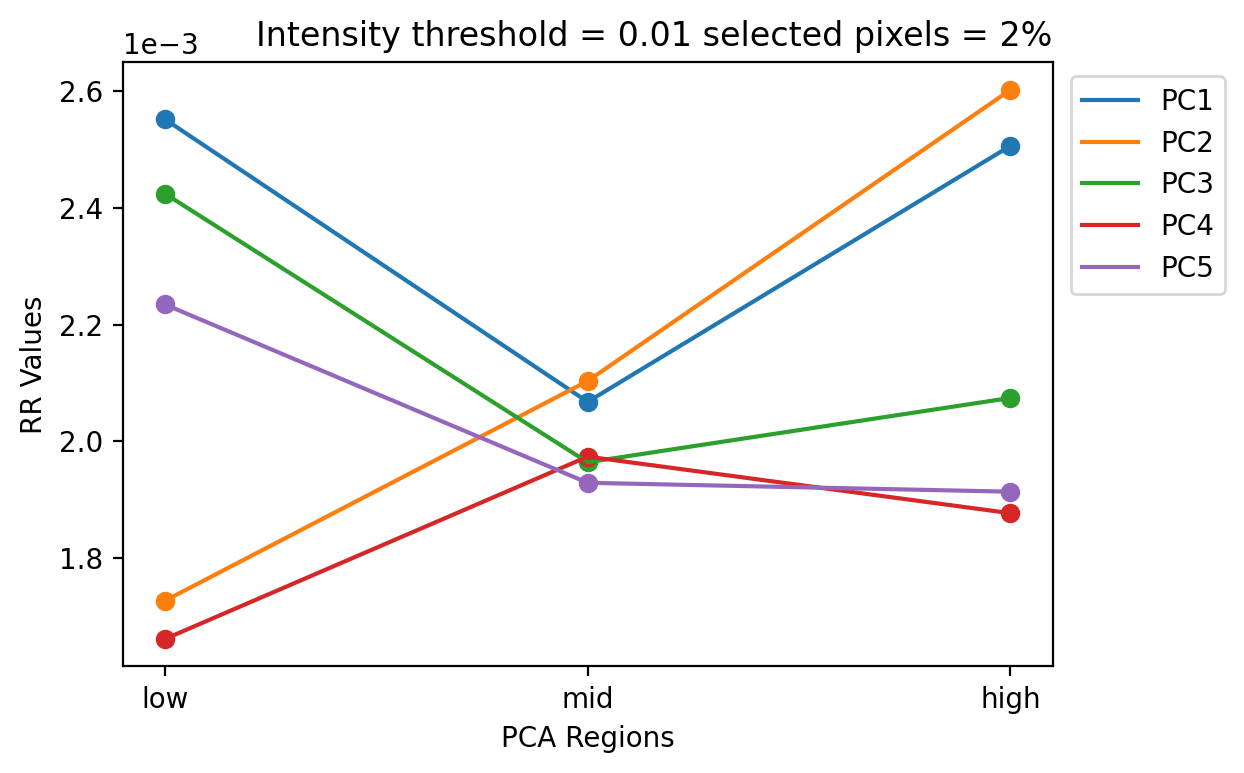 Intensity threshold = 0.01 selected pixels = 2%
1e−3
2.6
2.4
2.2
2.0
1.8
RR Values
low
mid
high
PCA Regions
PC1
PC2
PC3
PC4
PC5